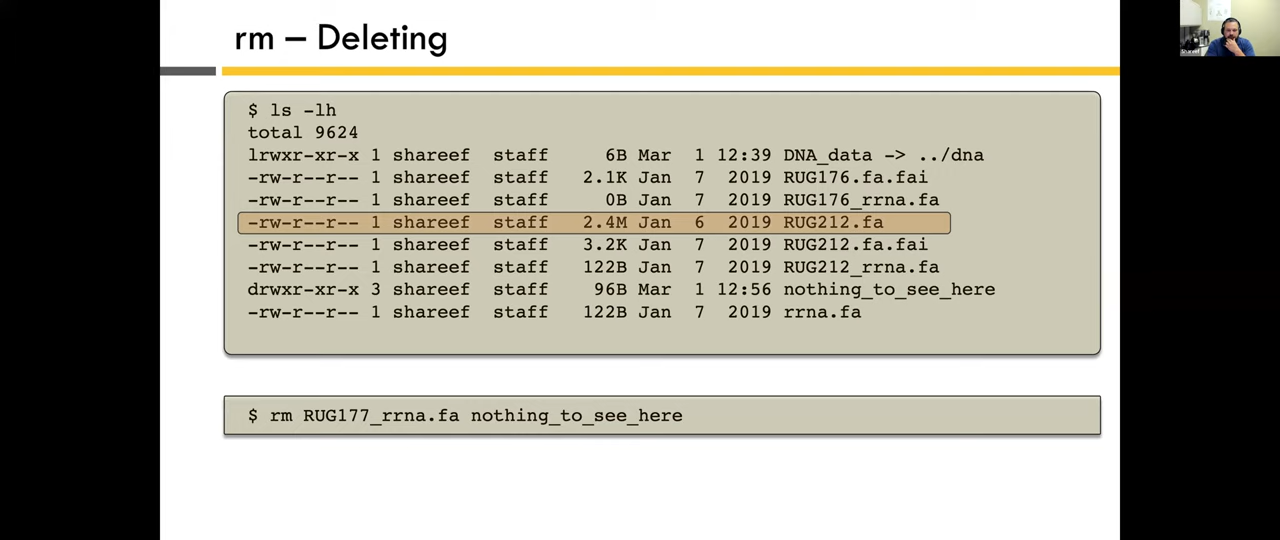 Shareef
rm – Deleting
$ ls -lh
total 9624
lrwxr-xr-x 1 shareef staff 6B Mar 1 12:39 DNA_data -> ../dna
-rw-r--r-- 1 shareef staff 2.1K Jan 7 2019 RUG176.fa.fai
-rw-r--r-- 1 shareef staff 0B Jan 7 2019 RUG176_rrna.fa
-rw-r--r-- 1 shareef staff 2.4M Jan 6 2019 RUG212.fa
-rw-r--r-- 1 shareef staff 3.2K Jan 7 2019 RUG212.fa.fai
-rw-r--r-- 1 shareef staff 122B Jan 7 2019 RUG212_rrna.fa
drwxr-xr-x 3 shareef staff 96B Mar 1 12:56 nothing_to_see_here
-rw-r--r-- 1 shareef staff 122B Jan 7 2019 rrna.fa
$ rm RUG177_rrna.fa nothing_to_see_here